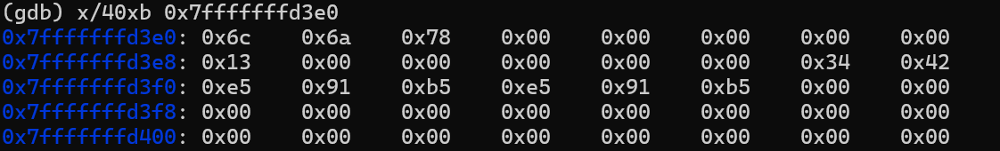 (gdb) x/40xb 0x7fffffffd3e0
0x7fffffffd3e0: 0x6c 0x6a 0x78 0x00 0x00 0x00 0x00 0x00
0x7fffffffd3e8: 0x13 0x00 0x00 0x00 0x00 0x00 0x34 0x42
0x7fffffffd3f0: 0xe5 0x91 0xb5 0xe5 0x91 0xb5 0x00 0x00
0x7fffffffd3f8: 0x00 0x00 0x00 0x00 0x00 0x00 0x00 0x00
0x7fffffffd400: 0x00 0x00 0x00 0x00 0x00 0x00 0x00 0x00